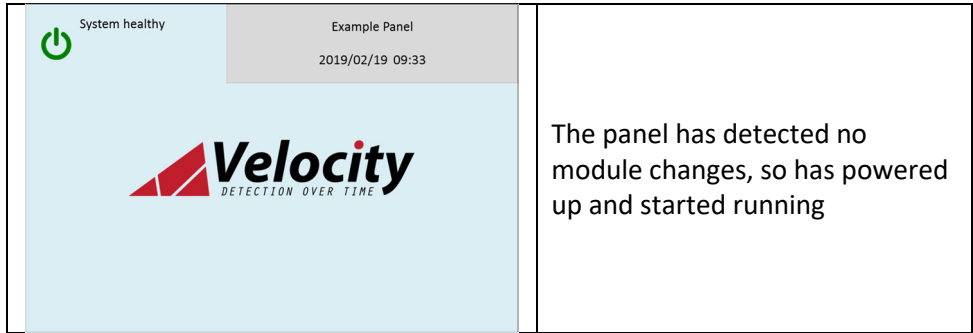 System healthy
Example Panel
2019/02/19 09:33
Velocity
DETECTION OVER TIME
The panel has detected no
module changes, so has powered
up and started running